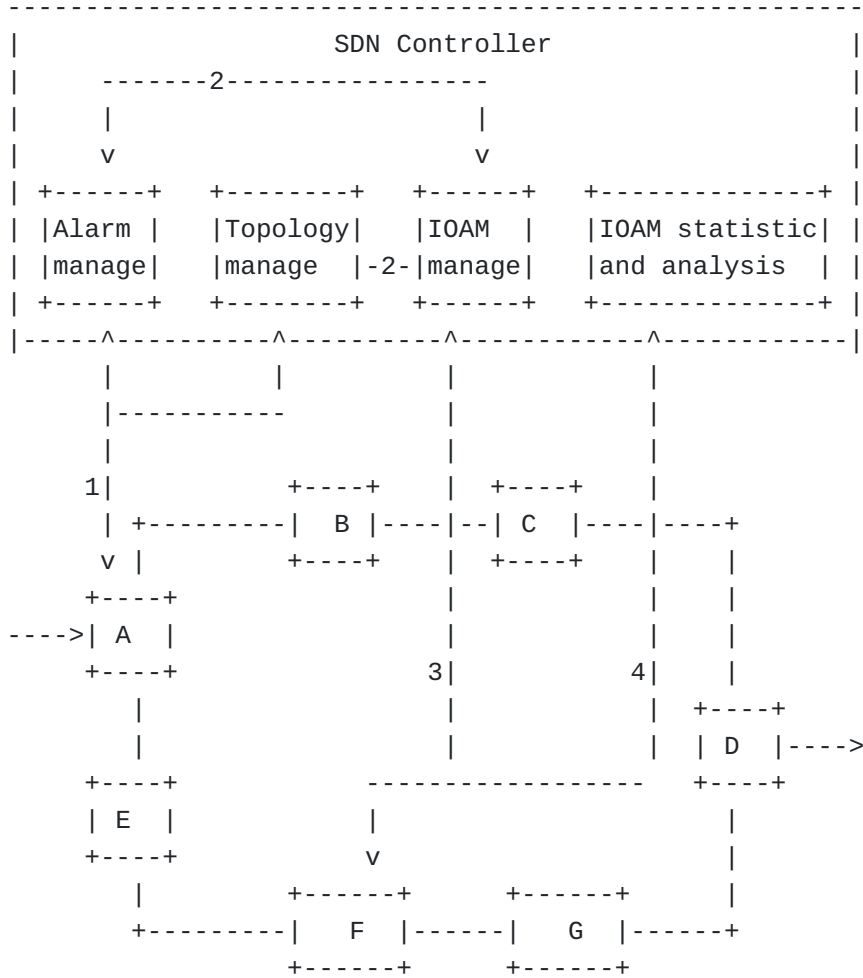 SDN Controller
2
v v
Alarm Topology IOAM IOAM statistic
manage manage -2- manage and analysis
1
B C
v
A
3 4
D
E
v
F G